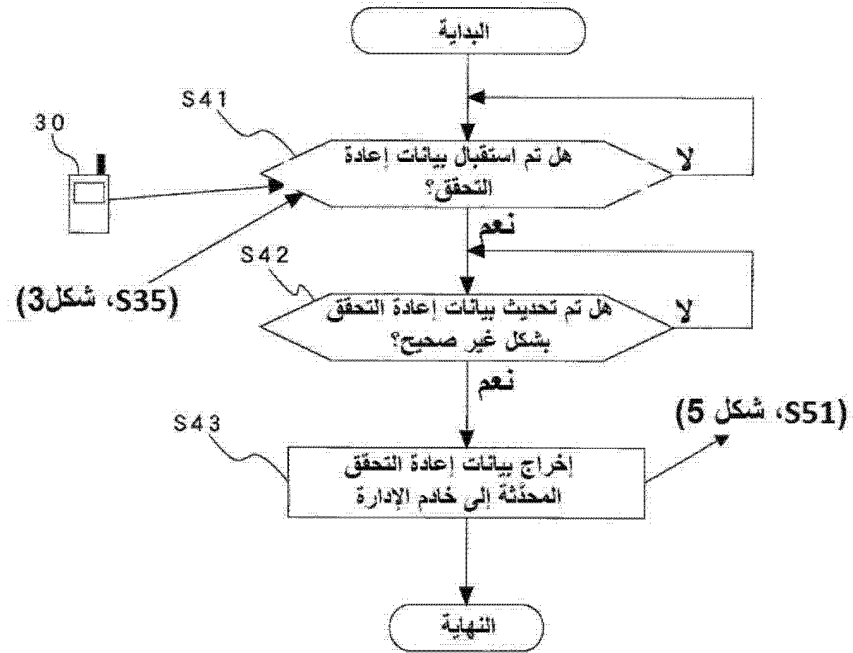 البداية
S41
30
هل تم استقبال بيانات إعادة
التحقق؟
لا
نعم
S42
(S35، شكل3)
هل تم تحديث بيانات إعادة التحقق
بشكل غير صحيح؟
لا
نعم
(S51، شكل 5)
S43
إخراج بيانات إعادة التحقق
المحدَّثة إلى خادم الإدارة
النهاية